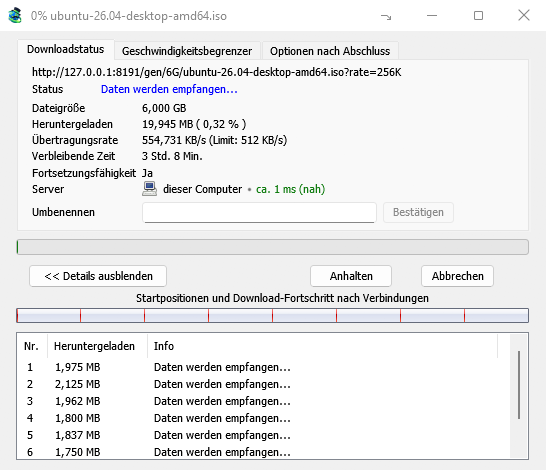 0% ubuntu-26.04-desktop-amd64.iso
Downloadstatus Geschwindigkeitsbegrenzer Optionen nach Abschluss
http://127.0.0.1:8191/gen/6G/ubuntu-26.04-desktop-amd64.iso?rate=256K
Status Daten werden empfangen...
Dateigröße 6,000 GB
Heruntergeladen 19,945 MB ( 0,32 % )
Übertragungsrate 554,731 KB/s (Limit: 512 KB/s)
Verbleibende Zeit 3 Std. 8 Min.
Fortsetzungsfähigkeit Ja
Server dieser Computer • ca. 1 ms (nah)
Umbenennen Bestätigen
<< Details ausblenden Anhalten Abbrechen
Startpositionen und Download-Fortschritt nach Verbindungen
Nr. Heruntergeladen Info
1 1,975 MB Daten werden empfangen...
2 2,125 MB Daten werden empfangen...
3 1,962 MB Daten werden empfangen...
4 1,800 MB Daten werden empfangen...
5 1,837 MB Daten werden empfangen...
6 1,750 MB Daten werden empfangen...